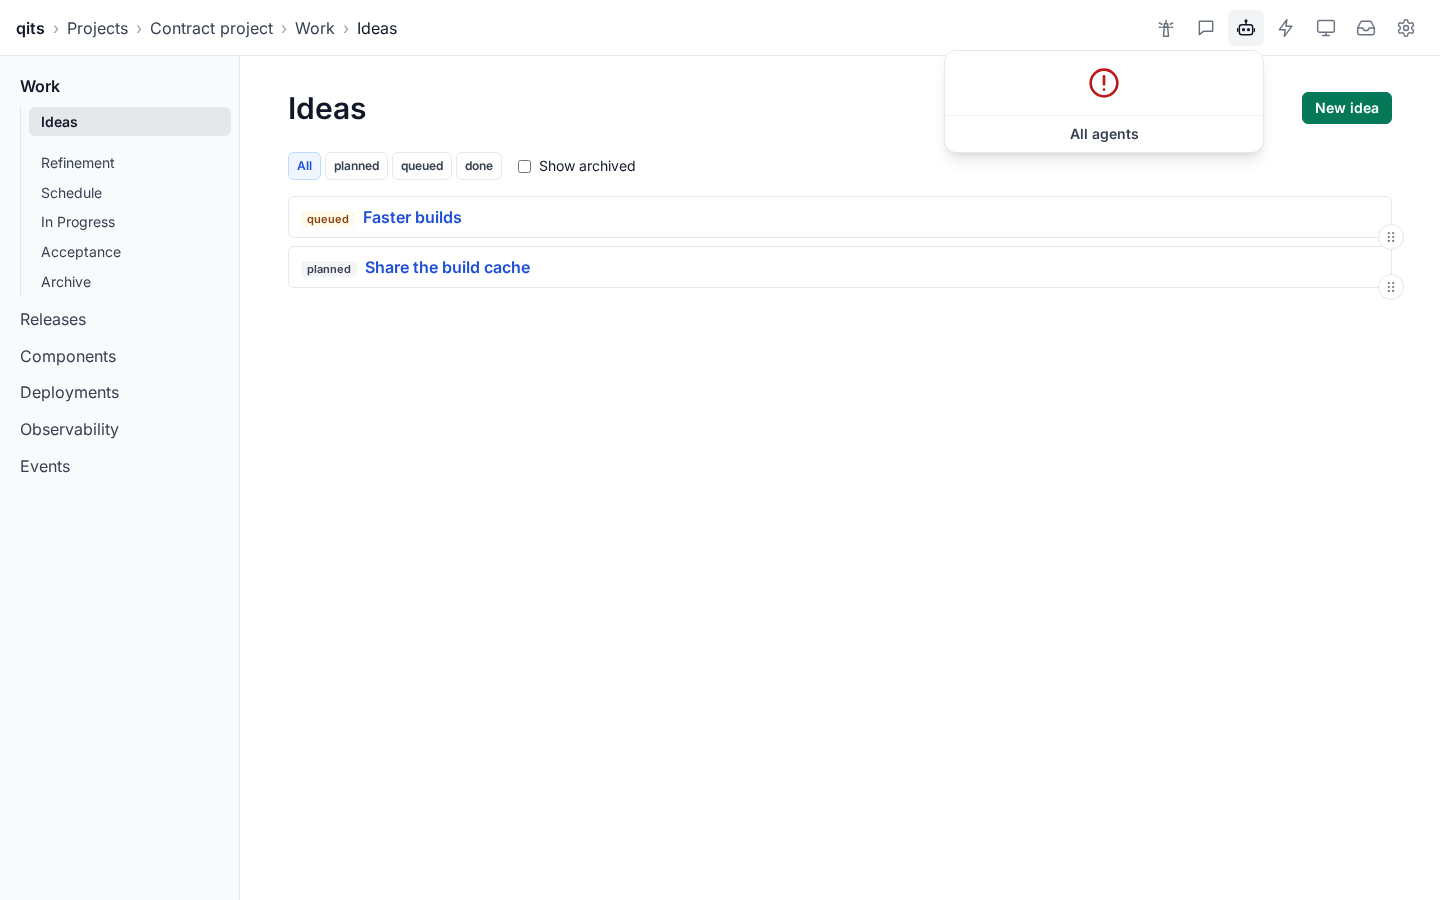 qits › Projects › Contract project › Work › Ideas
Work
Ideas
Refinement
Schedule
In Progress
Acceptance
Archive
Releases
Components
Deployments
Observability
Events
All agents
Ideas
New idea
All planned queued done Show archived
queued Faster builds
planned Share the build cache